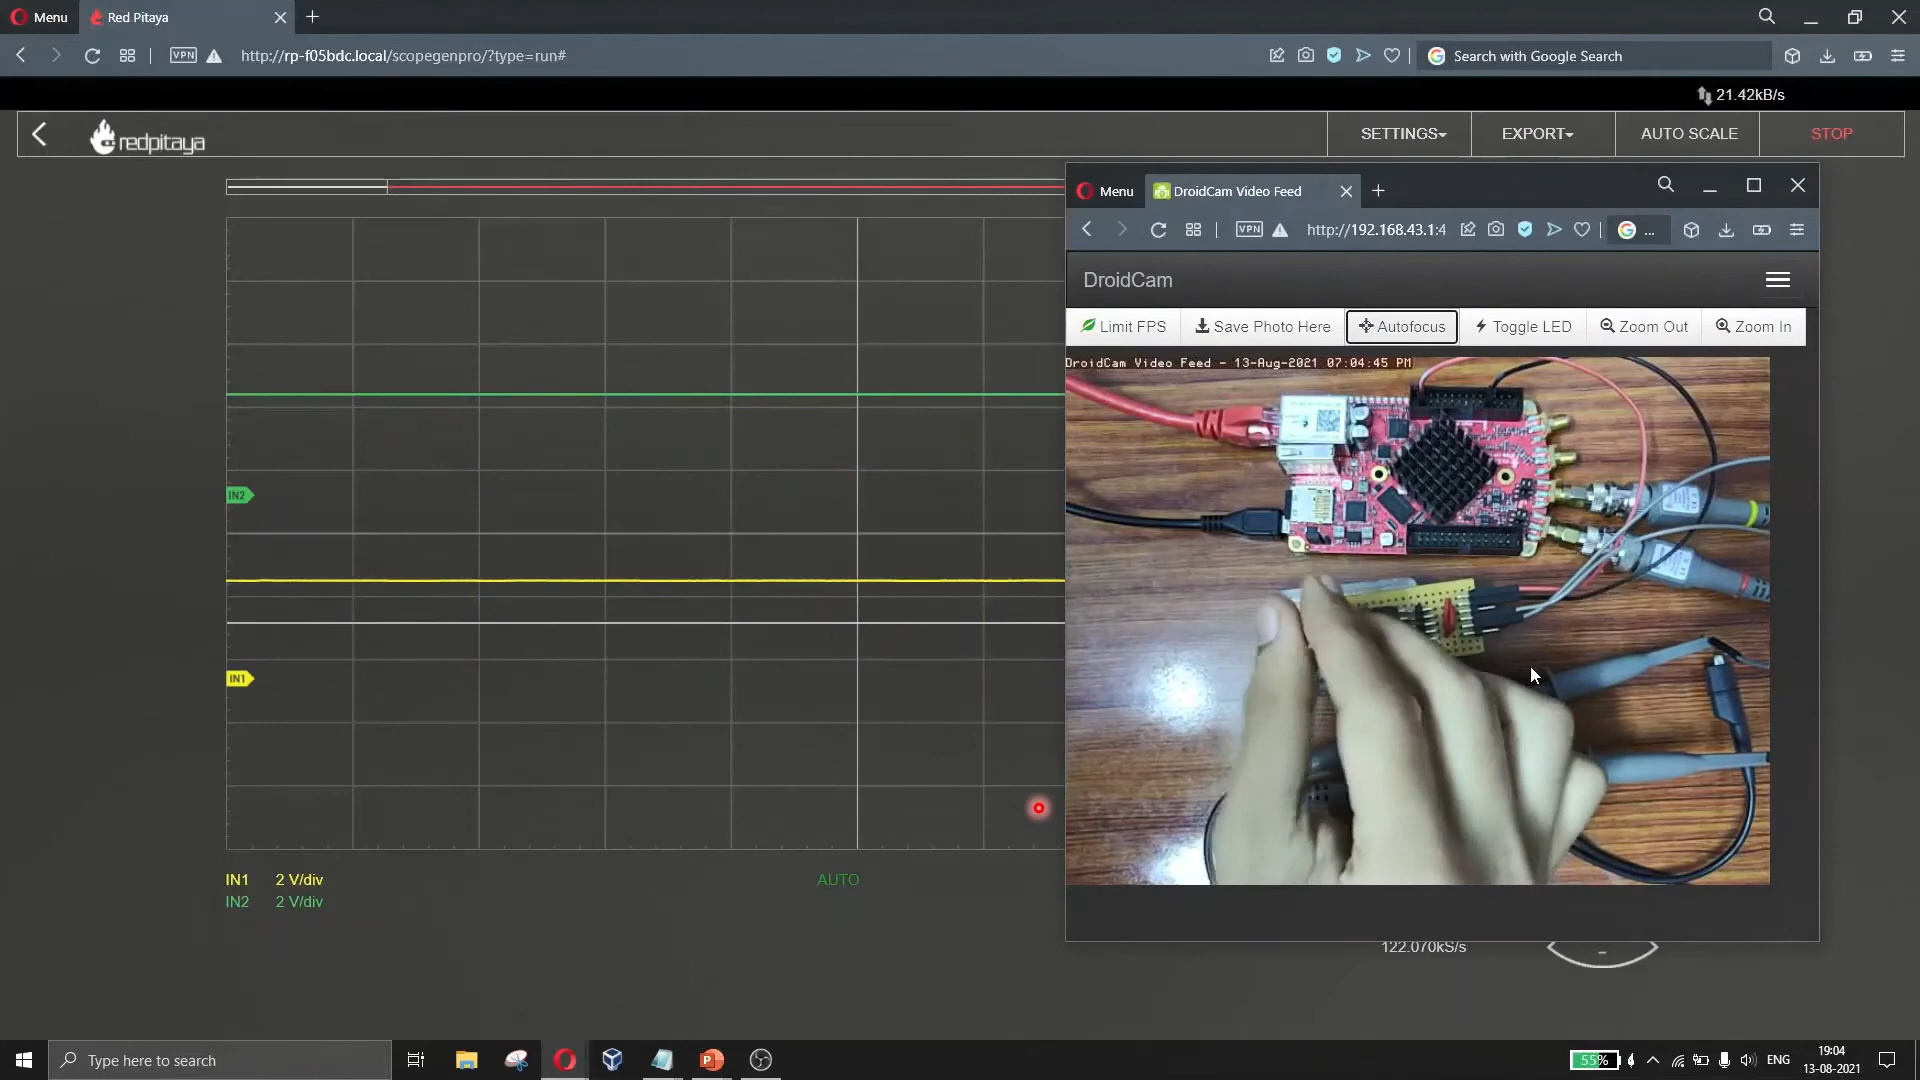 Menu
Red Pitaya
VPN
http://rp-f05bdc.local/scopegenpro/?type=run#
Search with Google Search
21.42kB/s
redpitaya
SETTINGS
EXPORT
AUTO SCALE
STOP
Menu
DroidCam Video Feed
VPN
http://192.168.43.1:4
...
DroidCam
Limit FPS
Save Photo Here
Autofocus
Toggle LED
Zoom Out
Zoom In
DroidCam Video Feed - 13-Aug-2021 07:04:45 PM
IN2
IN1
IN1 2 V/div
AUTO
IN2 2 V/div
122.070kS/s
Type here to search
55%
ENG
19:04
13-08-2021